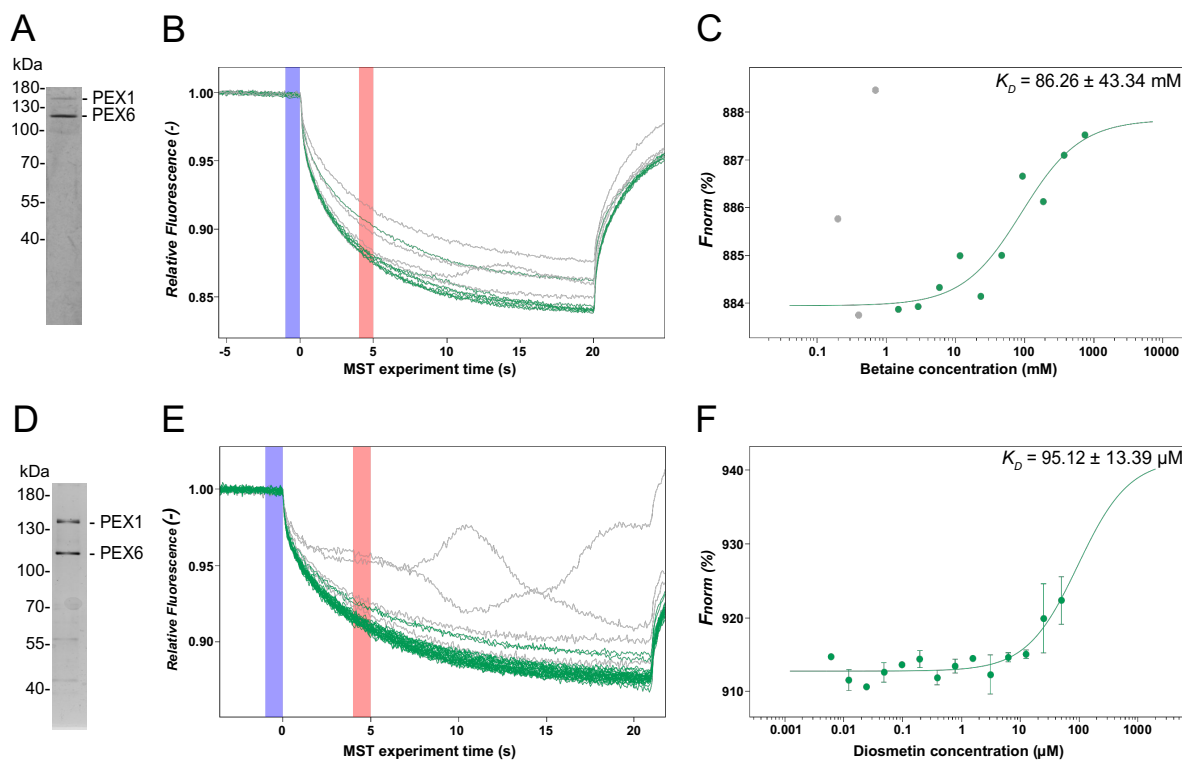 A
kDa
180-
130-
100-
70-
55-
40-
- PEX1
- PEX6
B
Relative Fluorescence (-)
1.00
0.95
0.90
0.85
-5
0
5
10
15
20
MST experiment time (s)
C
K_D = 86.26 ± 43.34 mM
Fnorm (%)
888
887
886
885
884
0.1
1
10
100
1000
10000
Betaine concentration (mM)
D
kDa
180-
130-
100-
70-
55-
40-
- PEX1
- PEX6
E
Relative Fluorescence (-)
1.00
0.95
0.90
0
5
10
15
20
MST experiment time (s)
F
K_D = 95.12 ± 13.39 µM
Fnorm (%)
940
930
920
910
0.001
0.01
0.1
1
10
100
1000
Diosmetin concentration (µM)